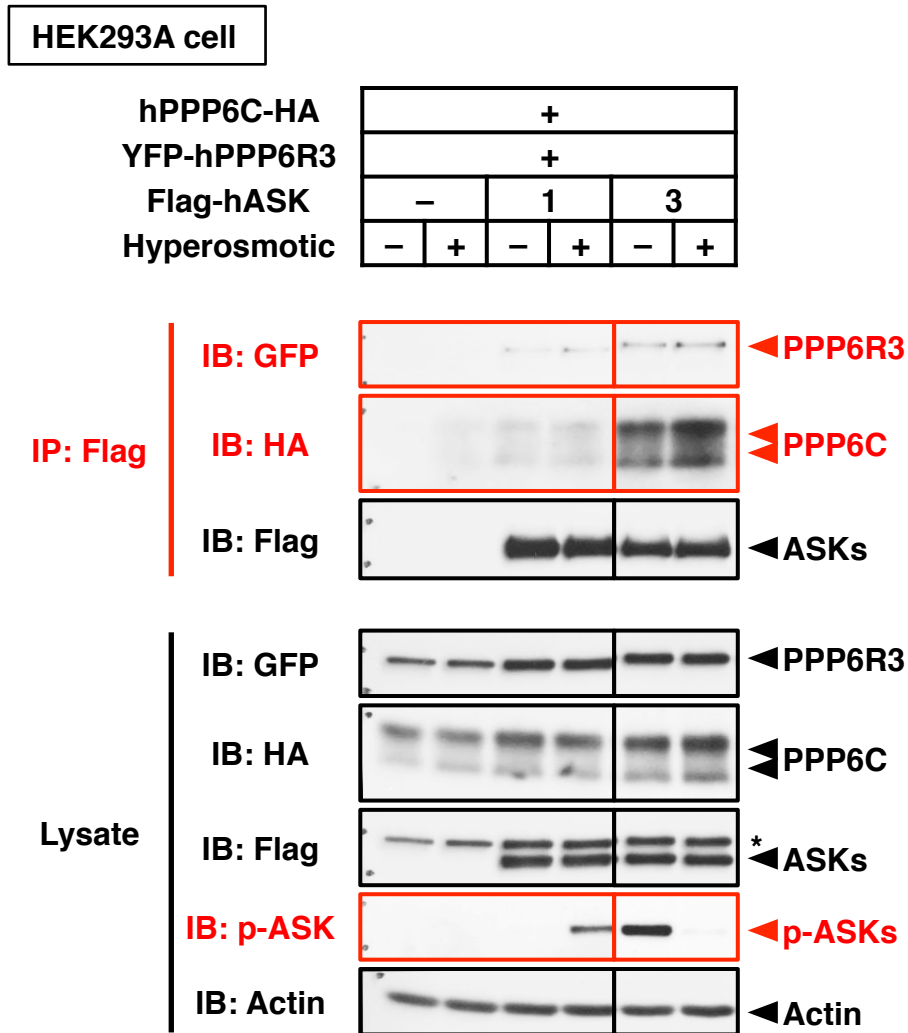 HEK293A cell
hPPP6C-HA +
YFP-hPPP6R3 +
Flag-hASK – 1 3
Hyperosmotic – + – + – +
IP: Flag
IB: GFP PPP6R3
IB: HA PPP6C
IB: Flag ASKs
Lysate
IB: GFP PPP6R3
IB: HA PPP6C
IB: Flag * ASKs
IB: p-ASK p-ASKs
IB: Actin Actin